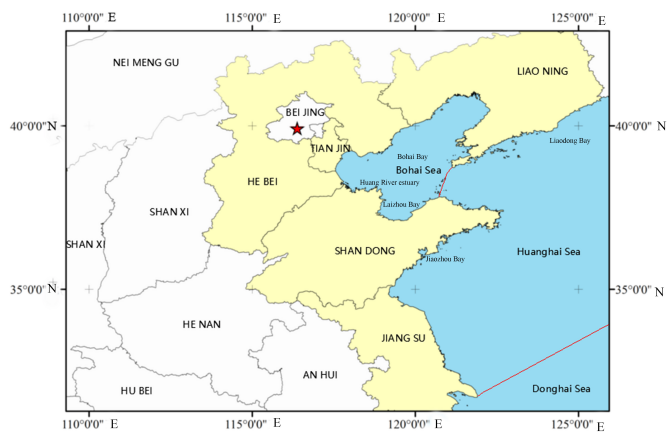 110°0'0" E
115°0'0" E
120°0'0" E
125°0'0" E
NEI MENG GU
LIAO NING
BEI JING
40°0'0"N
40°0'0"N
Liaodong Bay
TIAN JIN
Bohai Bay
Bohai Sea
HE BEI
Huang River estuary
Laizhou Bay
SHAN XI
SHAN XI
SHAN DONG
Jiaozhou Bay
Huanghai Sea
35°0'0" N
35°0'0" N
HE NAN
JIANG SU
AN HUI
HU BEI
Donghai Sea
110°0'0" E
115°0'0" E
120°0'0" E
125°0'0" E